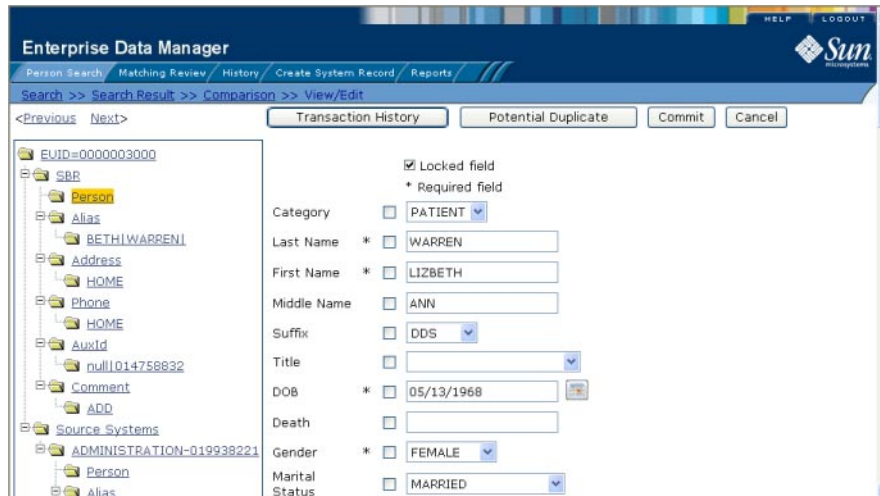 HELP LOGOUT
Enterprise Data Manager
Sun
microsystems
Person Search Matching Review History Create System Record Reports
Search >> Search Result >> Comparison >> View/Edit
<Previous Next> Transaction History Potential Duplicate Commit Cancel
EUID=0000003000
SBR
Person
Alias
BETH|WARREN|
Address
HOME
Phone
HOME
AuxId
null|014758832
Comment
ADD
Source Systems
ADMINISTRATION-019938221
Person
Alias
Locked field
* Required field
Category PATIENT
Last Name * WARREN
First Name * LIZBETH
Middle Name ANN
Suffix DDS
Title
DOB * 05/13/1968
Death
Gender * FEMALE
Marital
Status MARRIED